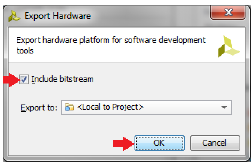 Export Hardware
Export hardware platform for software development
tools
Include bitstream
Export to: <Local to Project>
OK Cancel